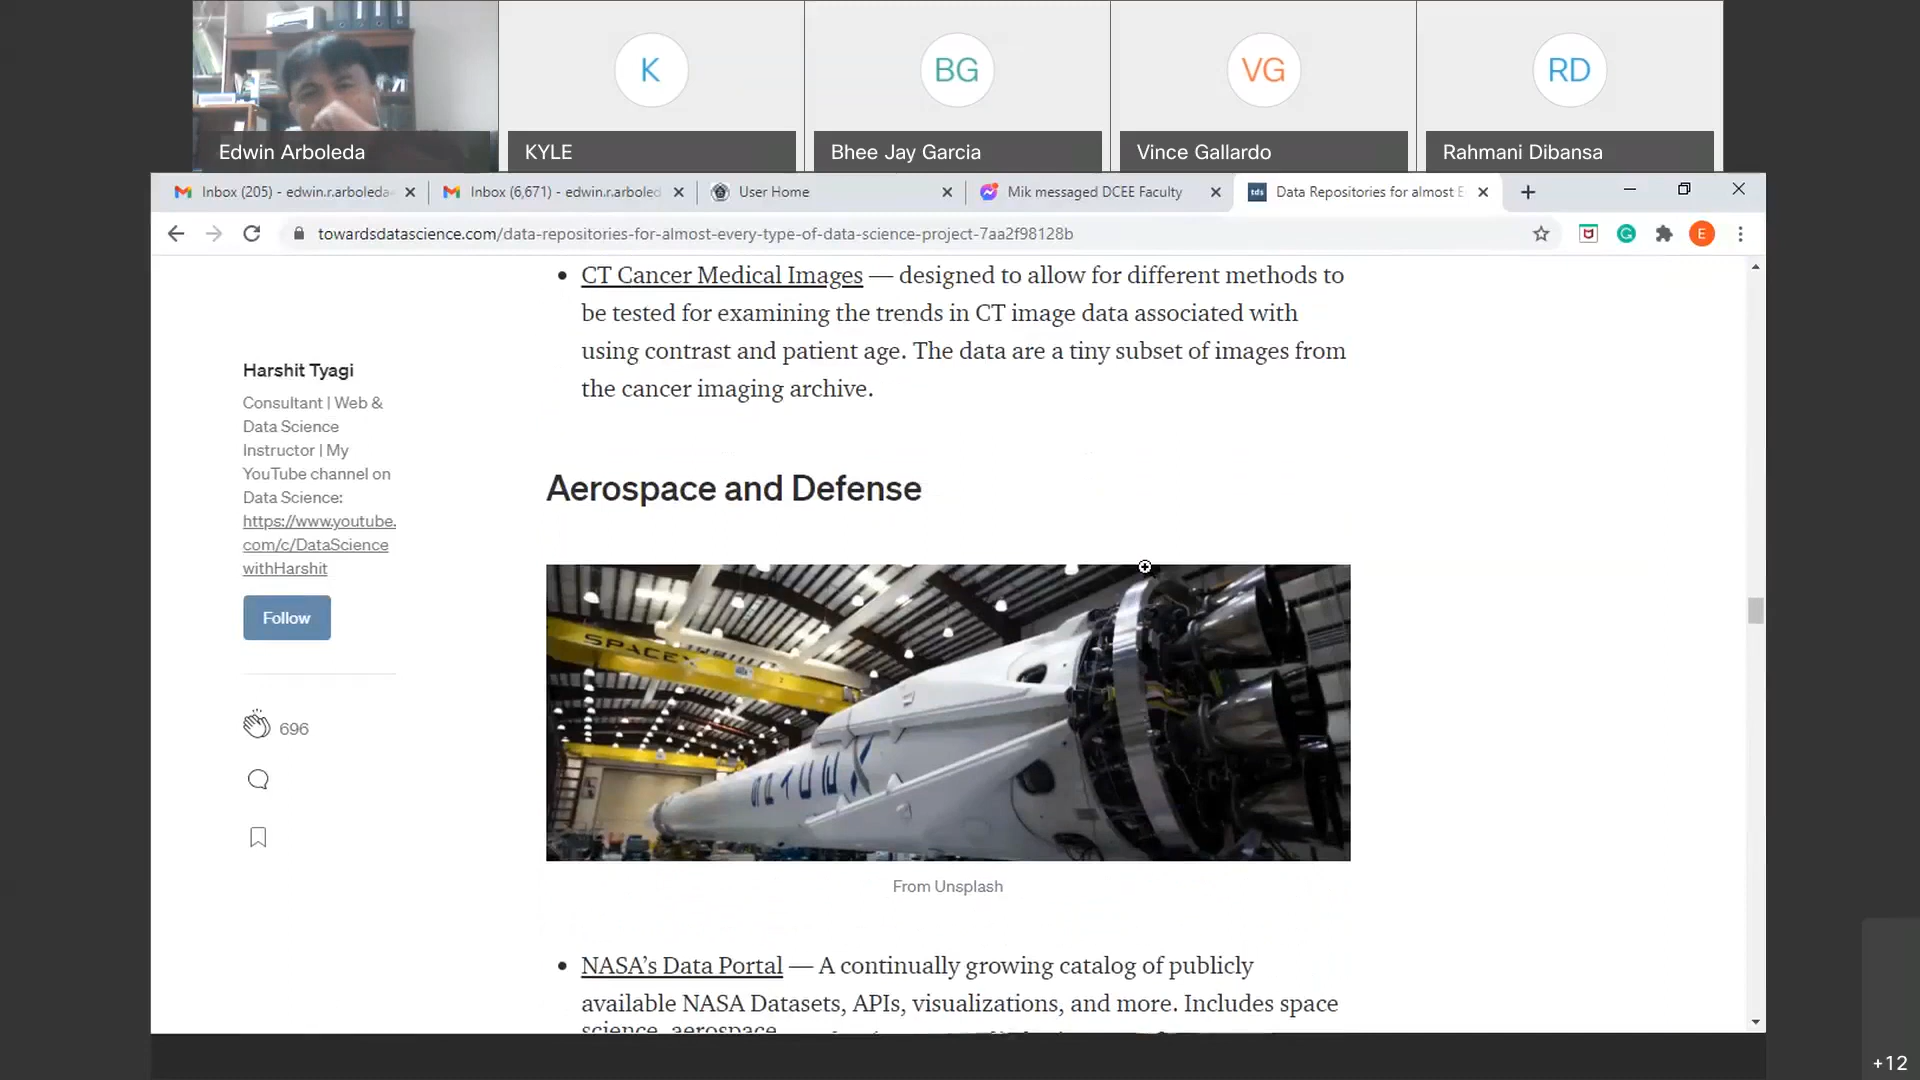 K
BG
VG
RD
Edwin Arboleda
KYLE
Bhee Jay Garcia
Vince Gallardo
Rahmani Dibansa
Inbox (205) - edwin.r.arboleda
Inbox (6,671) - edwin.r.arboled
User Home
Mik messaged DCEE Faculty
tds
Data Repositories for almost E
towardsdatascience.com/data-repositories-for-almost-every-type-of-data-science-project-7aa2f98128b
E
CT Cancer Medical Images — designed to allow for different methods to
be tested for examining the trends in CT image data associated with
using contrast and patient age. The data are a tiny subset of images from
the cancer imaging archive.
Harshit Tyagi
Consultant | Web &
Data Science
Instructor | My
YouTube channel on
Data Science:
https://www.youtube.
com/c/DataScience
withHarshit
Follow
696
Aerospace and Defense
SPACEX
From Unsplash
NASA’s Data Portal — A continually growing catalog of publicly
available NASA Datasets, APIs, visualizations, and more. Includes space
science, aerospace
+12